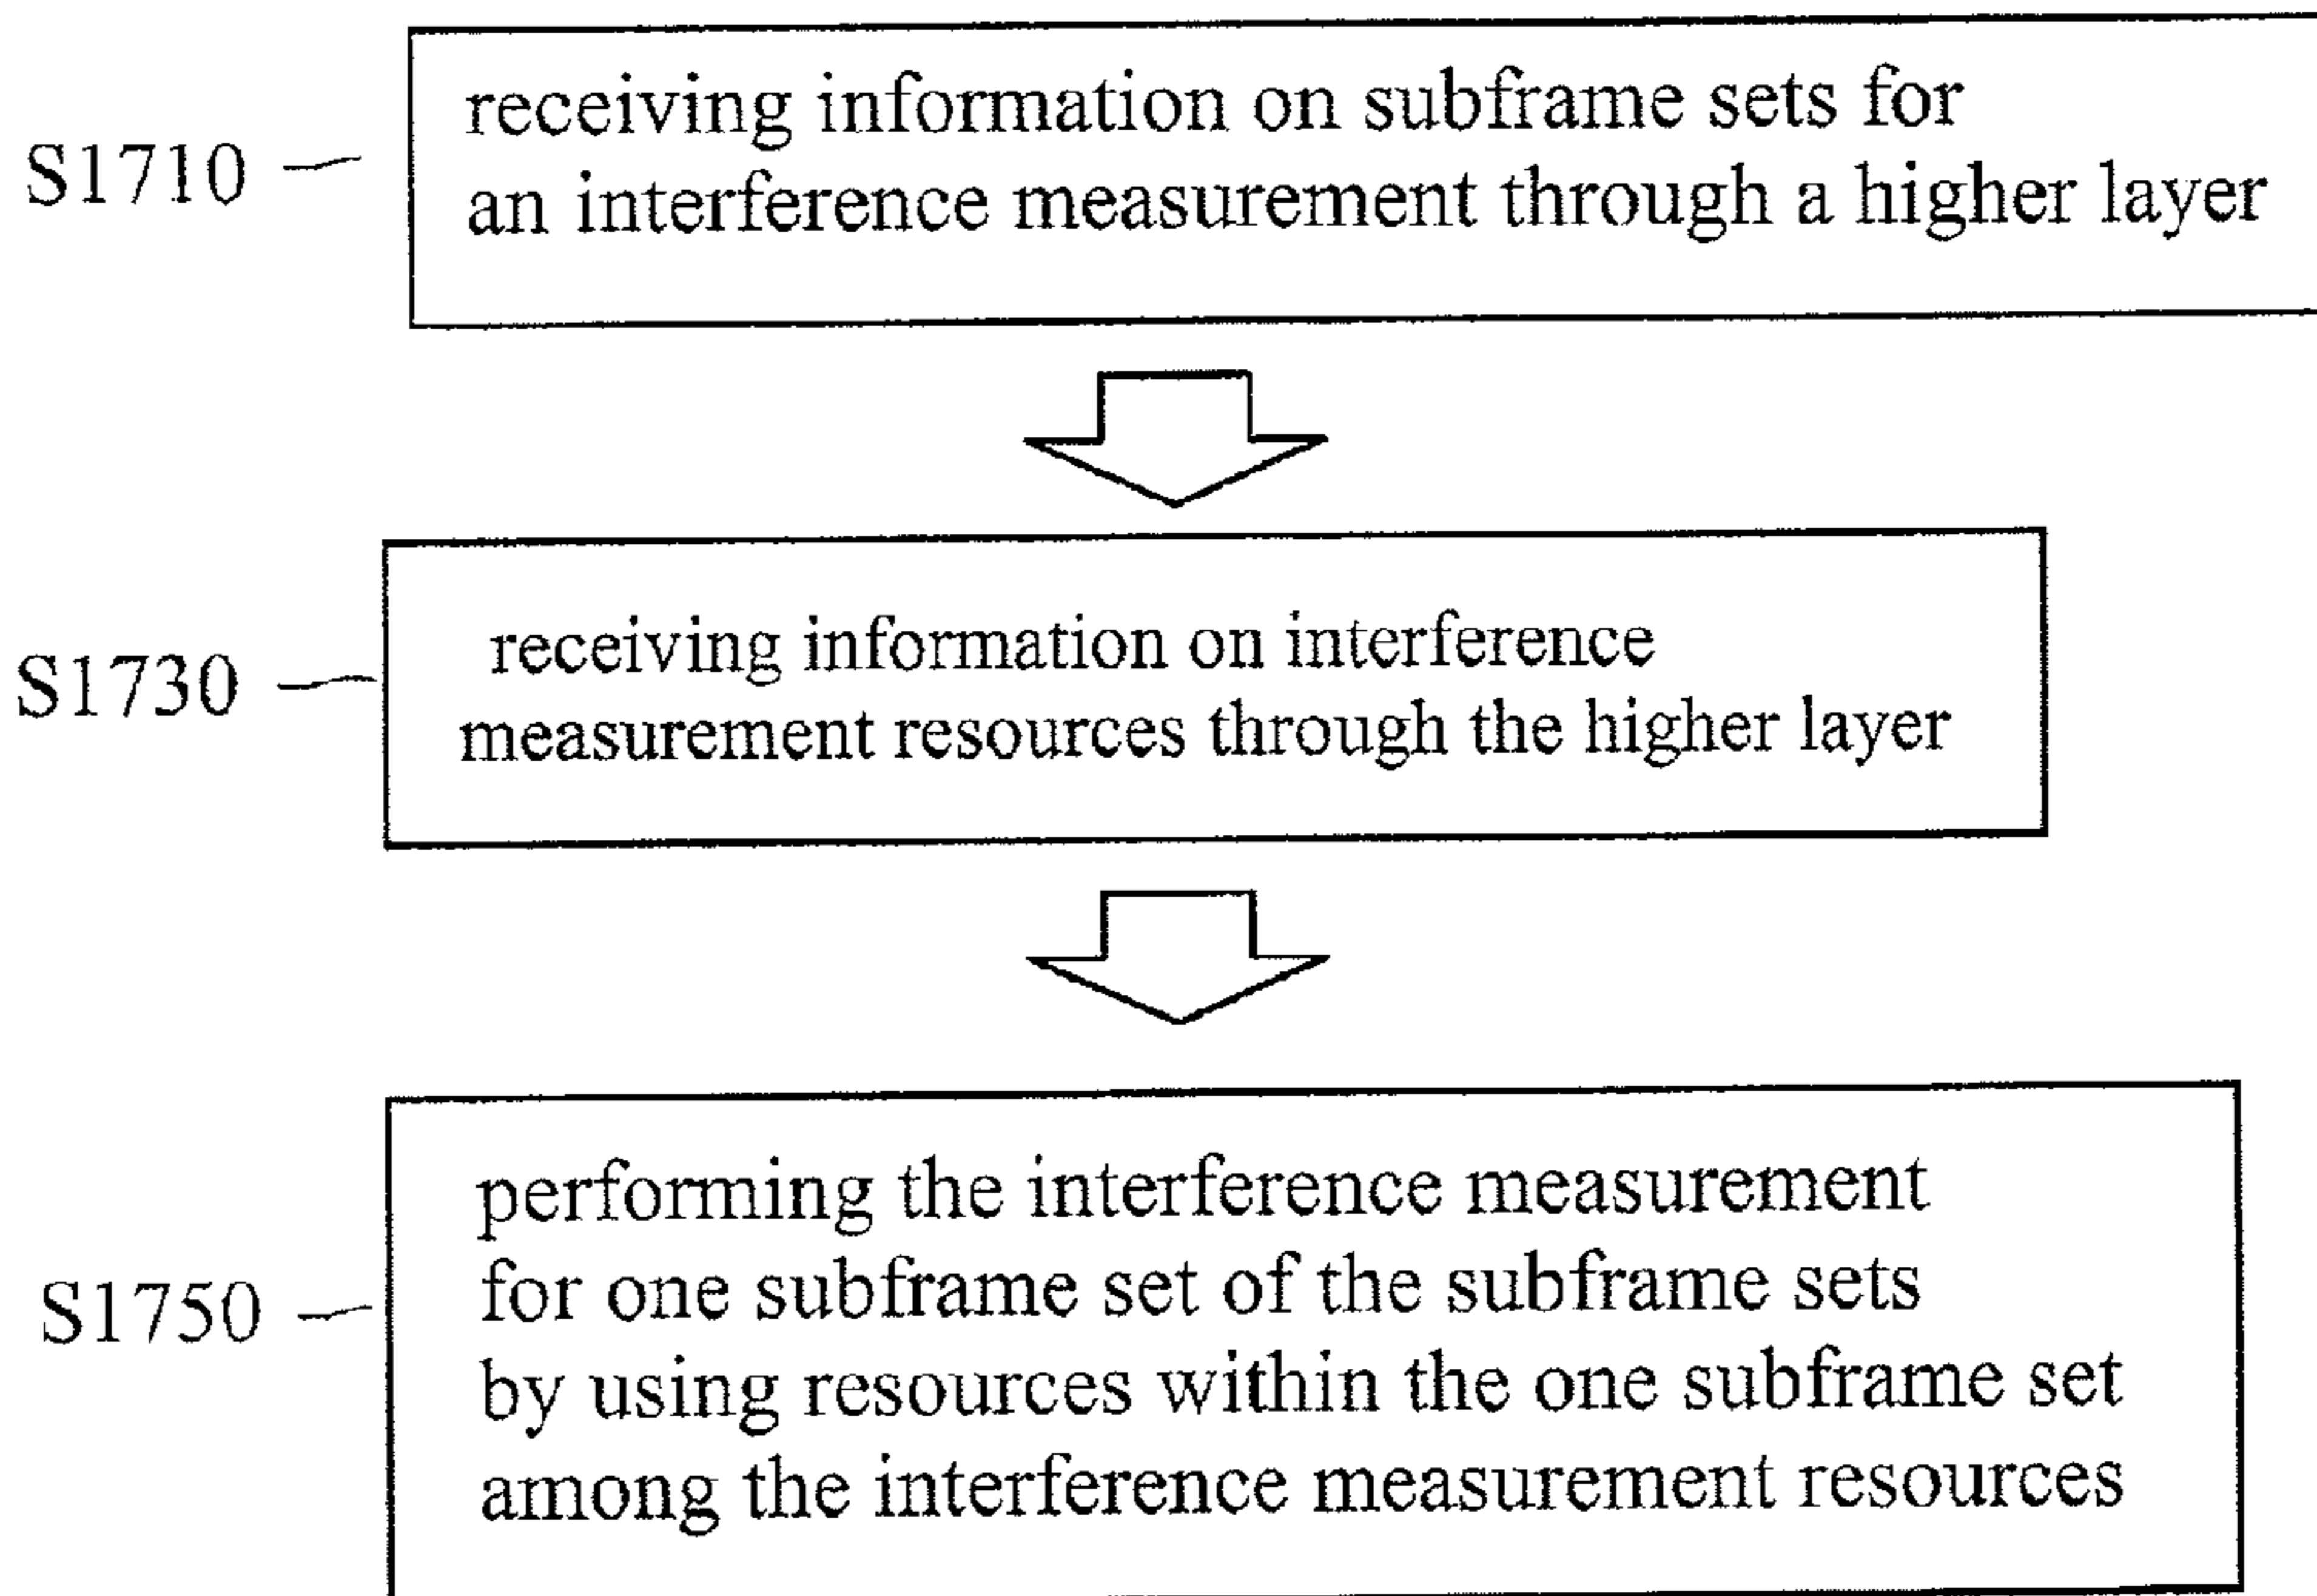 S1710
receiving information on subframe sets for
an interference measurement through a higher layer
S1730
receiving information on interference
measurement resources through the higher layer
S1750
performing the interference measurement
for one subframe set of the subframe sets
by using resources within the one subframe set
among the interference measurement resources